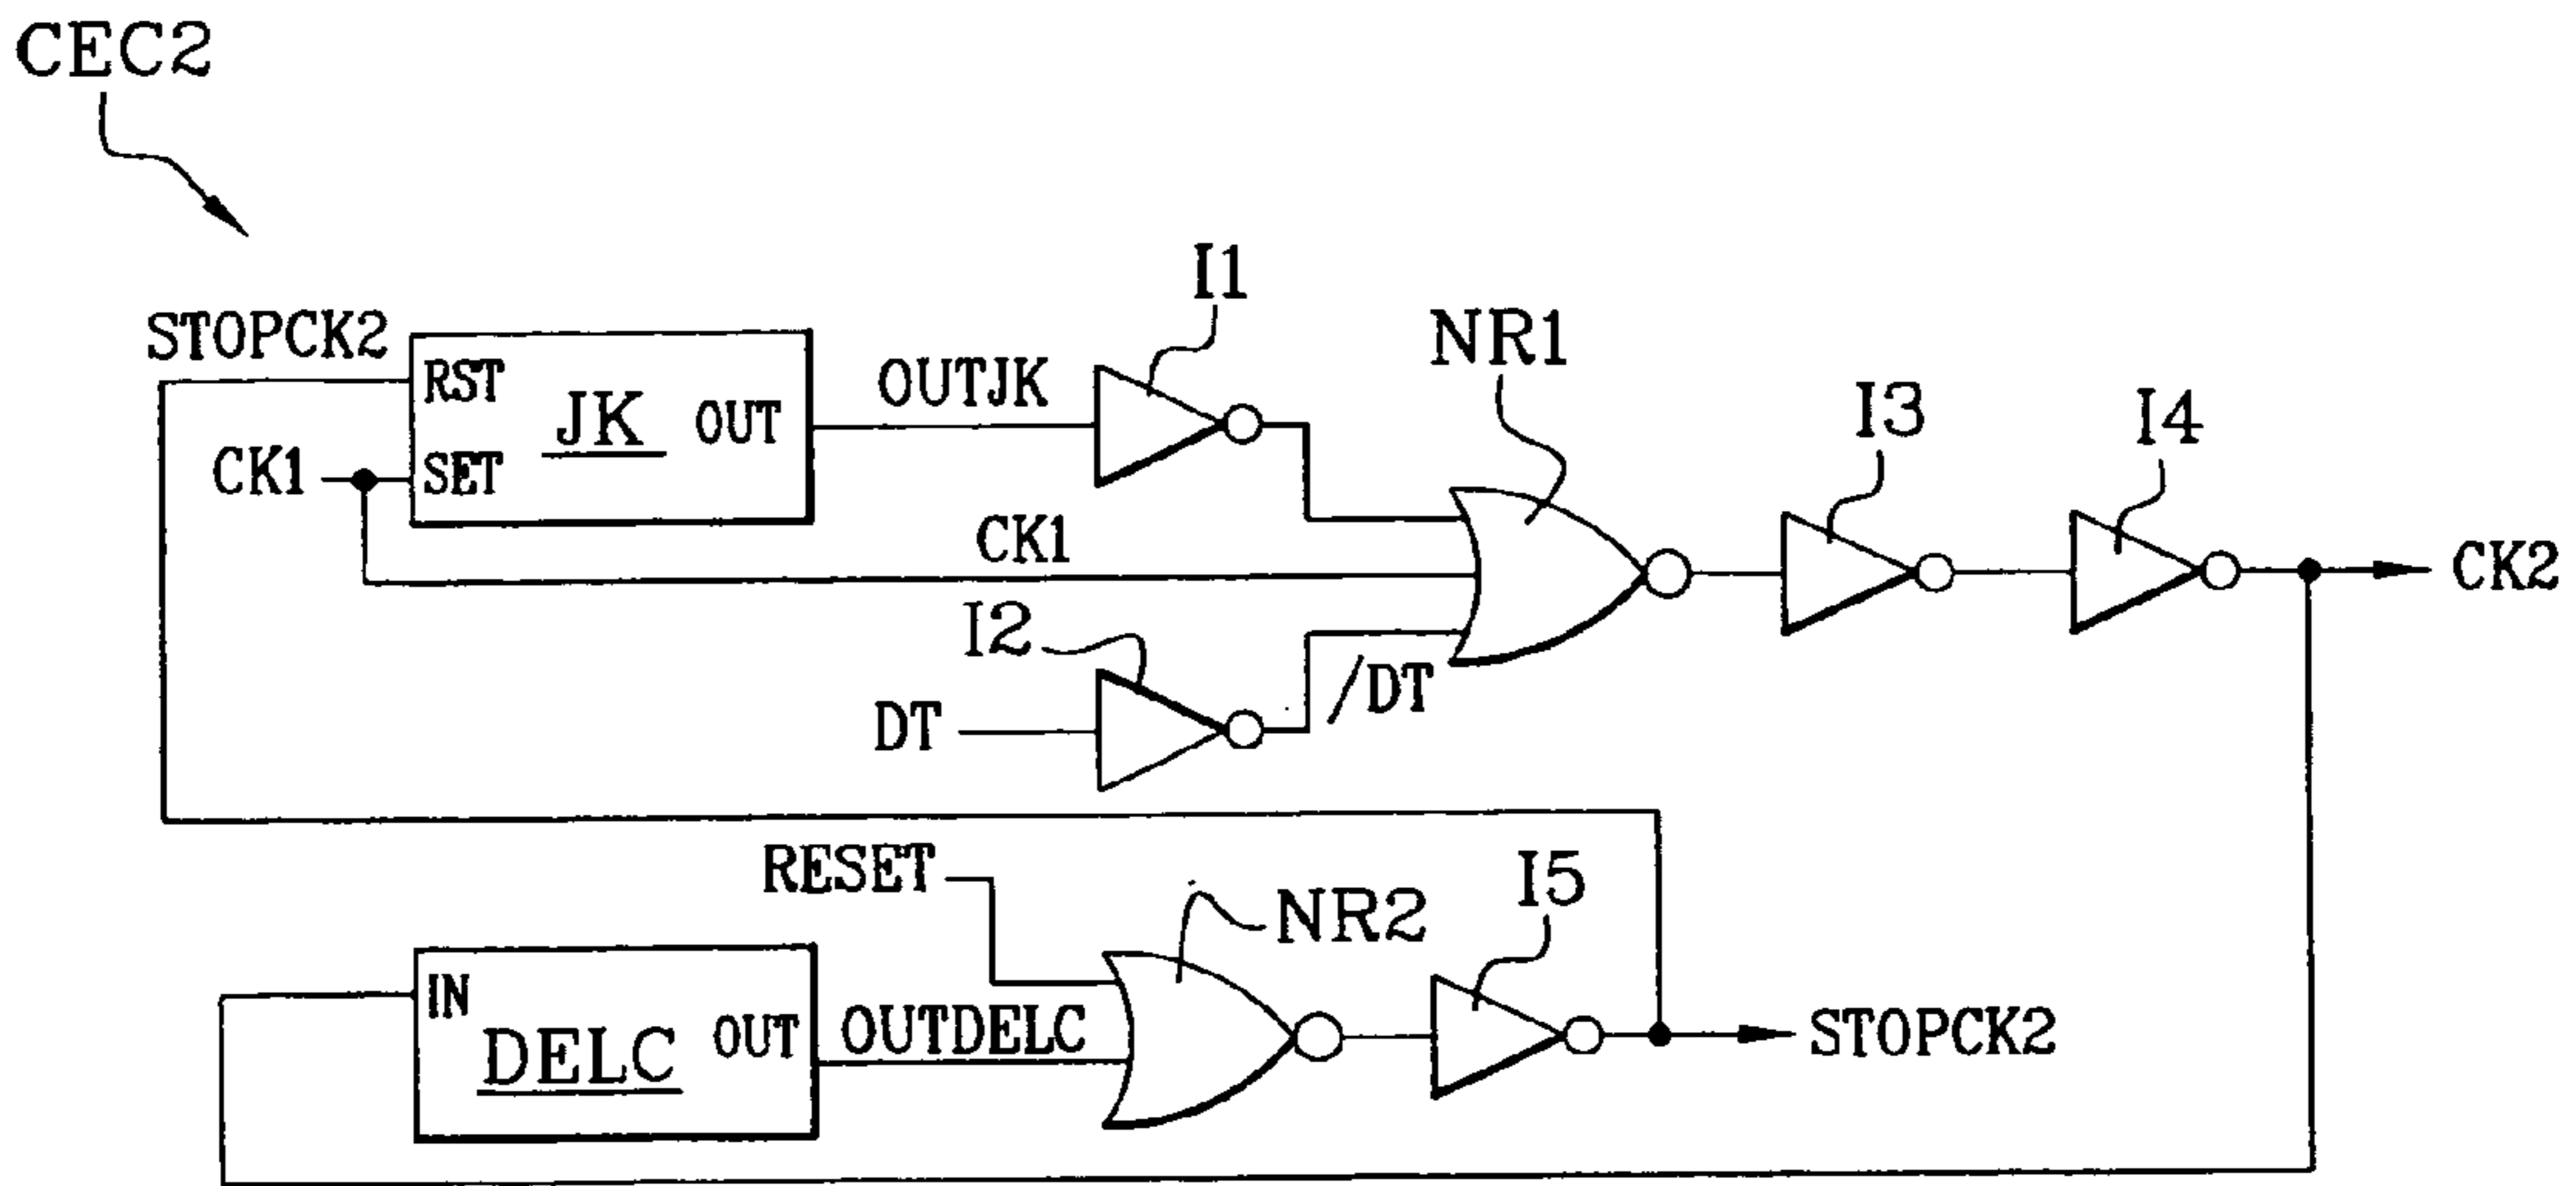 CEC2
I1
STOPCK2
NR1
RST
OUTJK
I3
I4
JK
OUT
CK1
SET
CK1
CK2
I2
/DT
DT
RESET
I5
NR2
IN
OUT
OUTDELC
DELC
STOPCK2